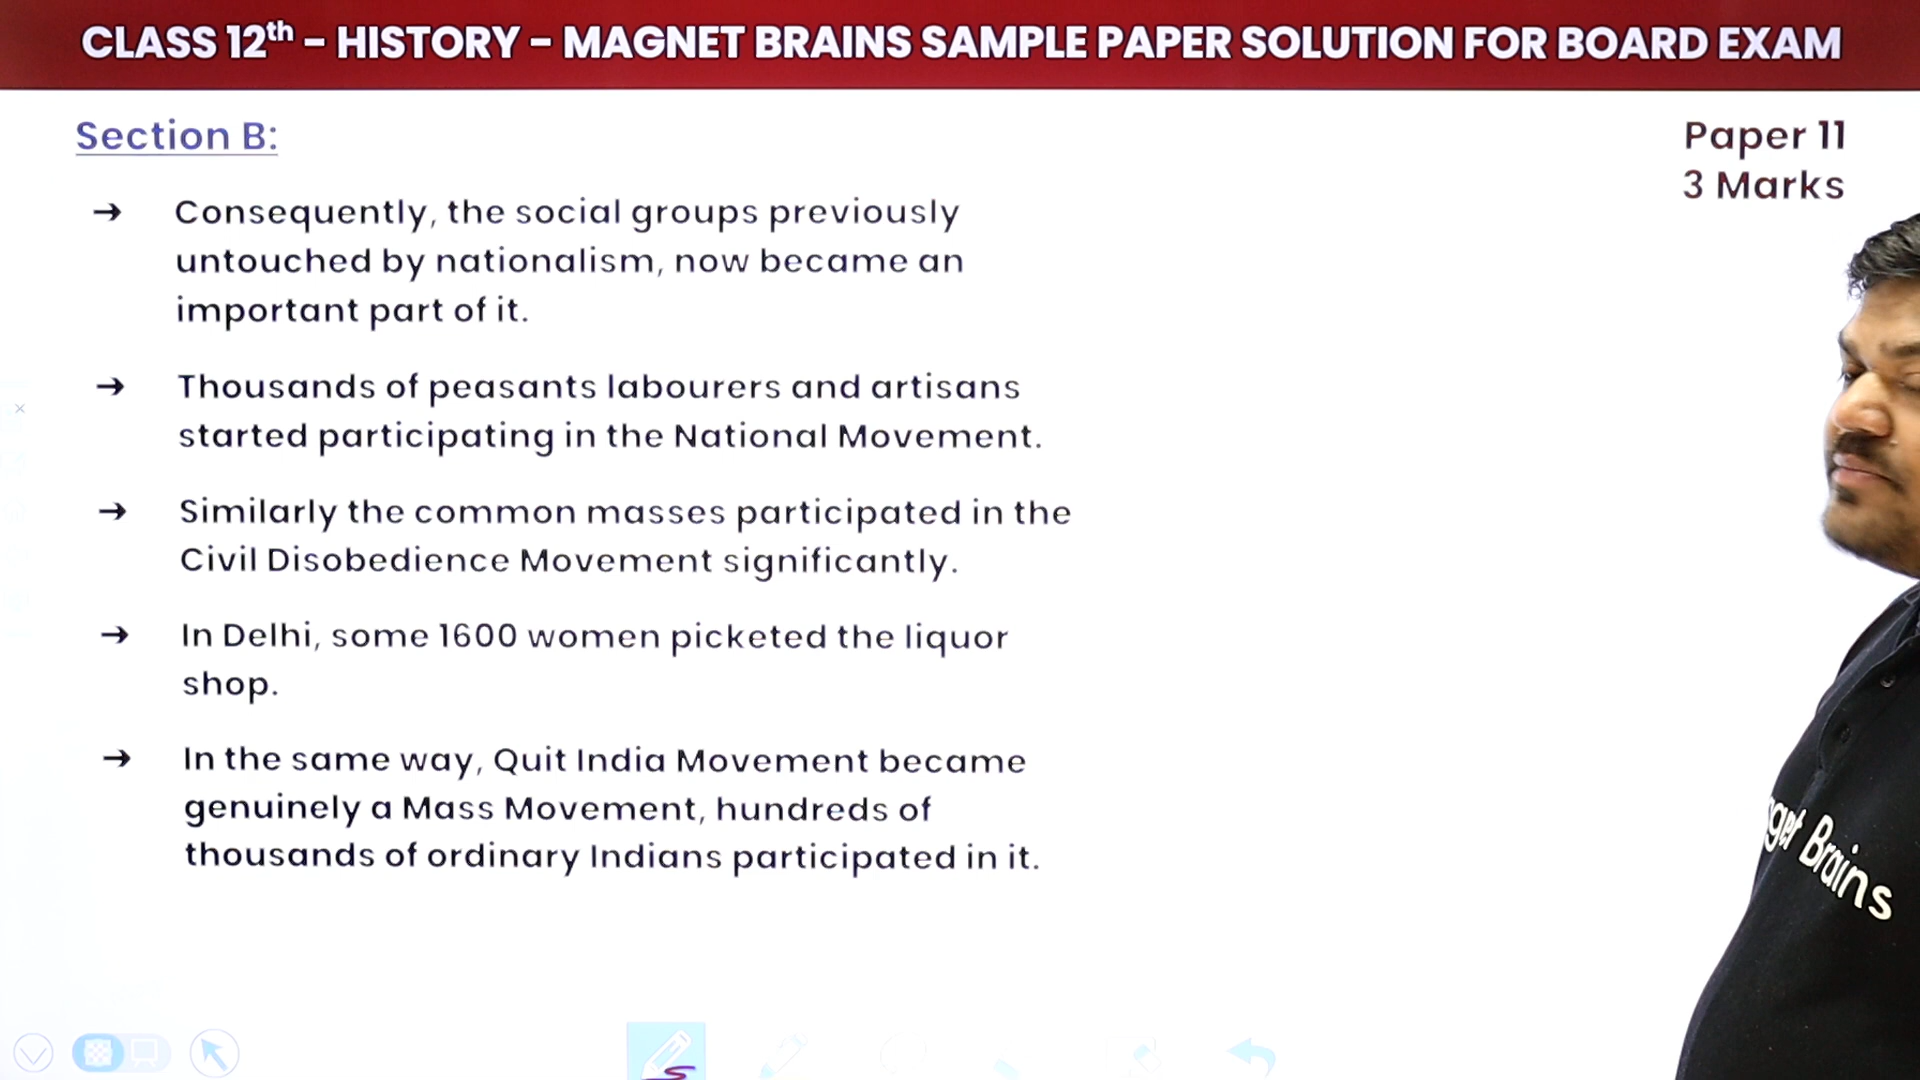 CLASS 12th - HISTORY - MAGNET BRAINS SAMPLE PAPER SOLUTION FOR BOARD EXAM
Section B:
Paper 11
3 Marks
→ Consequently, the social groups previously
untouched by nationalism, now became an
important part of it.
→ Thousands of peasants labourers and artisans
started participating in the National Movement.
→ Similarly the common masses participated in the
Civil Disobedience Movement significantly.
→ In Delhi, some 1600 women picketed the liquor
shop.
→ In the same way, Quit India Movement became
genuinely a Mass Movement, hundreds of
thousands of ordinary Indians participated in it.
Brains